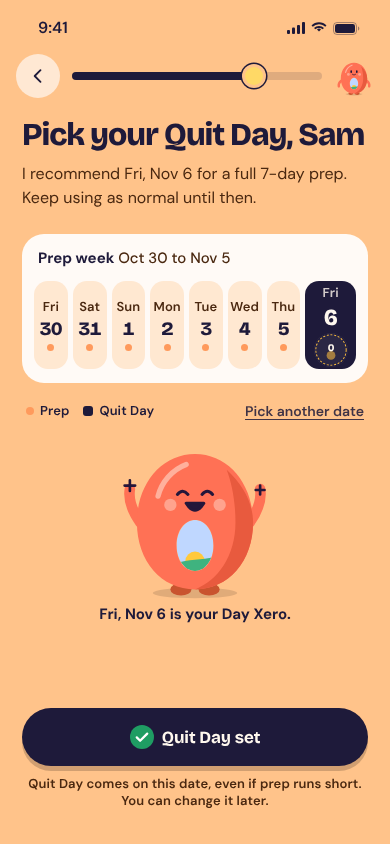 9:41
Pick your Quit Day, Sam
I recommend Fri, Nov 6 for a full 7-day prep.
Keep using as normal until then.
Prep week Oct 30 to Nov 5
Fri Sat Sun Mon Tue Wed Thu Fri
30 31 1 2 3 4 5 6
0
Prep Quit Day Pick another date
Fri, Nov 6 is your Day Xero.
Quit Day set
Quit Day comes on this date, even if prep runs short.
You can change it later.